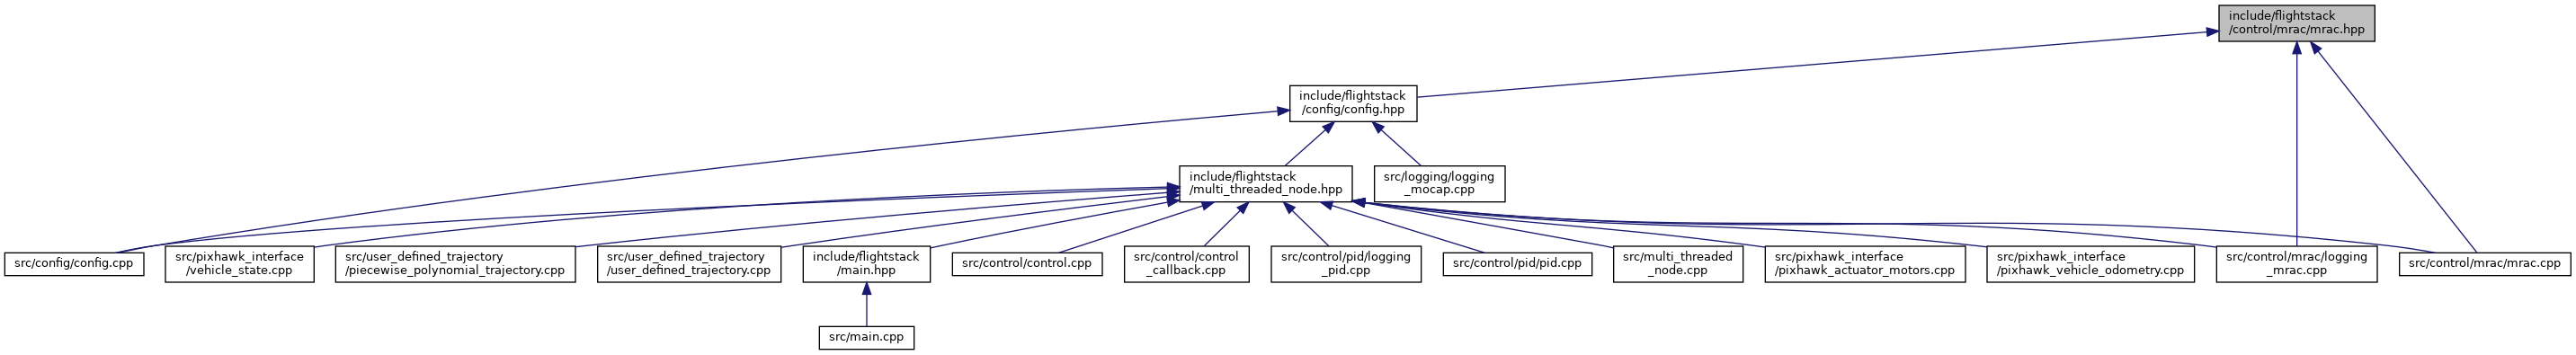 include/flightstack
/control/mrac/mrac.hpp
include/flightstack
/config/config.hpp
include/flightstack
/multi_threaded_node.hpp
src/logging/logging
_mocap.cpp
src/config/config.cpp
src/pixhawk_interface
/vehicle_state.cpp
src/user_defined_trajectory
/piecewise_polynomial_trajectory.cpp
src/user_defined_trajectory
/user_defined_trajectory.cpp
include/flightstack
/main.hpp
src/control/control.cpp
src/control/control
_callback.cpp
src/control/pid/logging
_pid.cpp
src/control/pid/pid.cpp
src/multi_threaded
_node.cpp
src/pixhawk_interface
/pixhawk_actuator_motors.cpp
src/pixhawk_interface
/pixhawk_vehicle_odometry.cpp
src/control/mrac/logging
_mrac.cpp
src/control/mrac/mrac.cpp
src/main.cpp